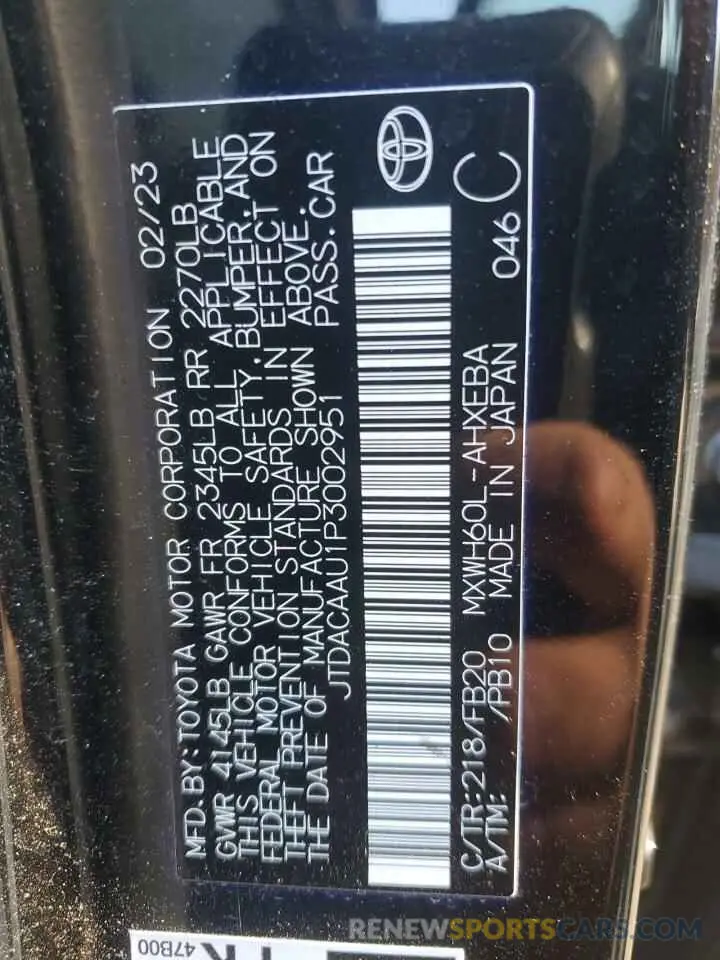 MFD. BY: TOYOTA MOTOR CORPORATION 02/23
GVWR 4145LB GAWR FR 2345LB RR 2270LB
THIS VEHICLE CONFORMS TO ALL APPLICABLE
FEDERAL MOTOR VEHICLE SAFETY, BUMPER, AND
THEFT PREVENTION STANDARDS IN EFFECT ON
THE DATE OF MANUFACTURE SHOWN ABOVE.
JTDACAAU1P3002951 PASS. CAR
C/TR: 218/FB20 MXWH60L-AHXEBA
A/TM: /PB10 MADE IN JAPAN 046 C
47B00
RENEWSPORTSCARS.COM